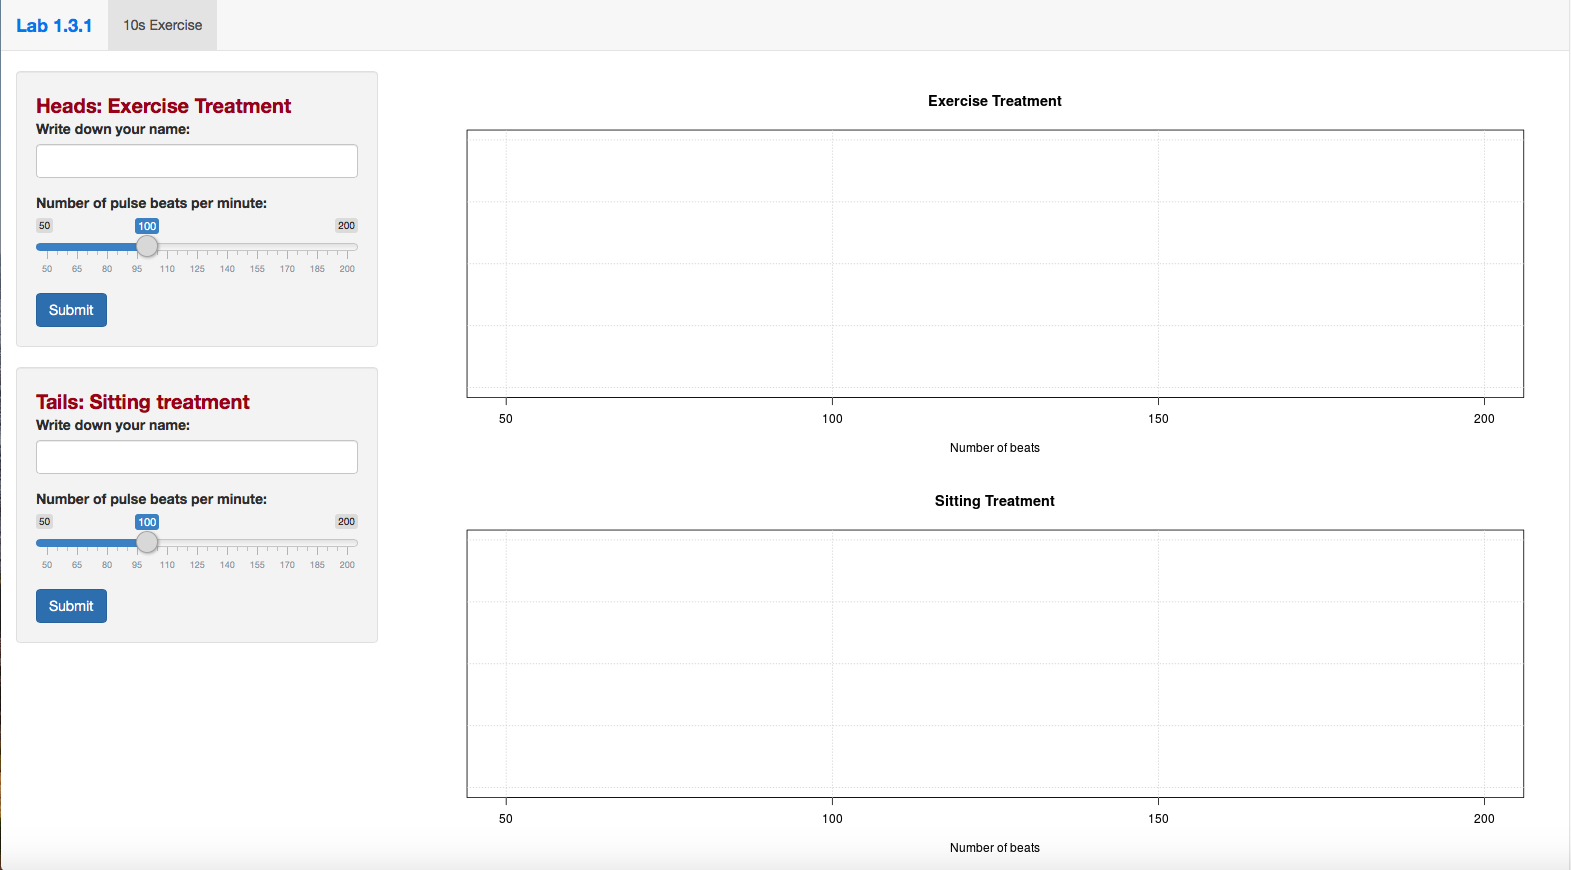 Lab 1.3.1 10s Exercise
Heads: Exercise Treatment
Write down your name:
Number of pulse beats per minute:
50 100 200
50 65 80 95 110 125 140 155 170 185 200
Submit
Tails: Sitting treatment
Write down your name:
Number of pulse beats per minute:
50 100 200
50 65 80 95 110 125 140 155 170 185 200
Submit
Exercise Treatment
50 100 150 200
Number of beats
Sitting Treatment
50 100 150 200
Number of beats